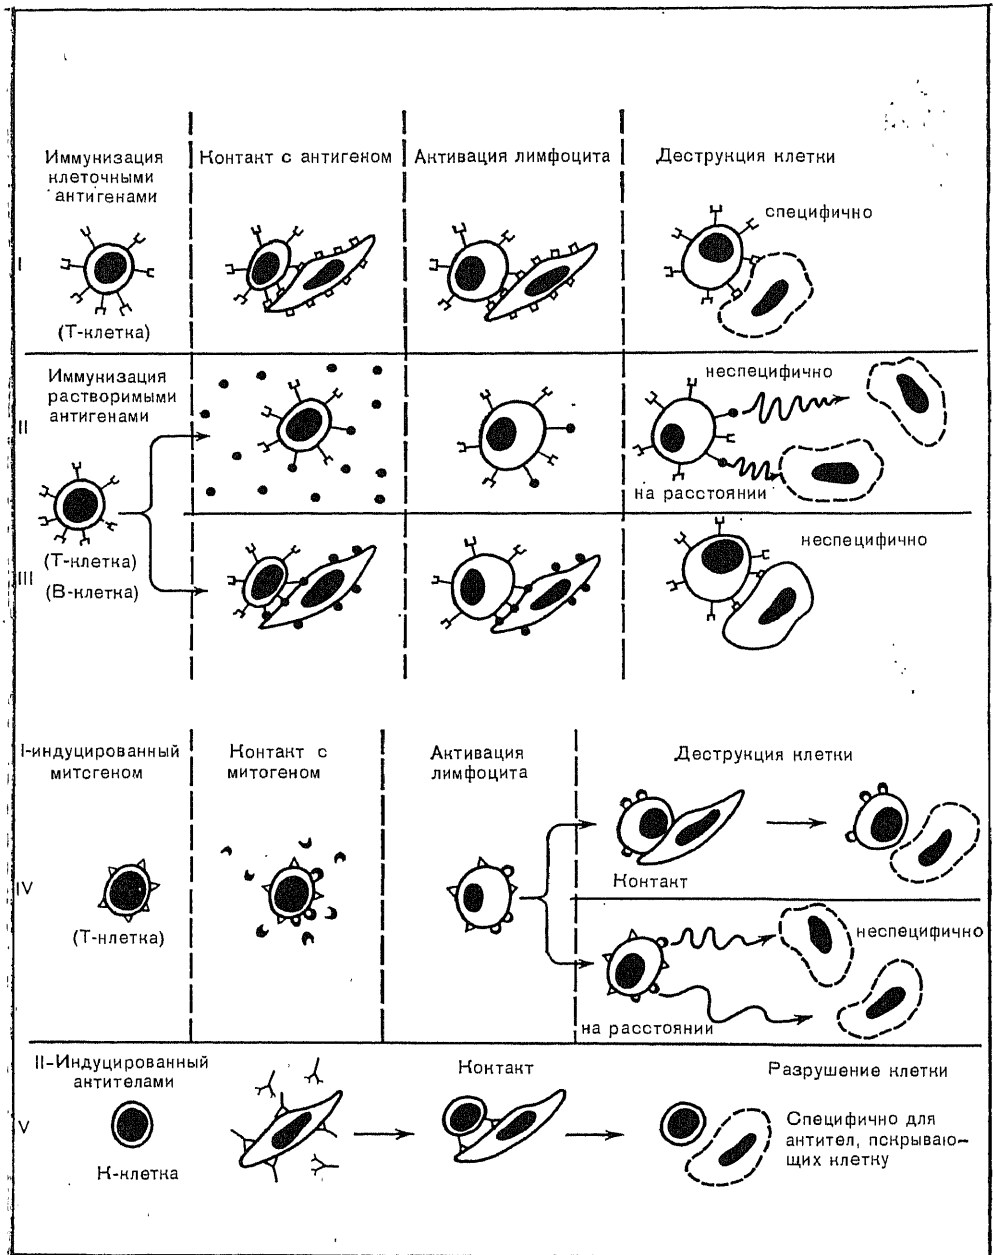 Иммунизация
клеточными
антигенами
Контакт с антигеном
Активация лимфоцита
Деструкция клетки
специфично
I
(Т-клетка)
Иммунизация
растворимыми
антигенами
II
неспецифично
на расстоянии
(Т-клетка)
III
(В-клетка)
неспецифично
I-индуцированный
митогеном
Контакт с
митогеном
Активация
лимфоцита
Деструкция клетки
IV
(Т-клетка)
Контакт
неспецифично
на расстоянии
II-Индуцированный
антителами
Контакт
Разрушение клетки
V
К-клетка
Специфично для
антител, пскрываю-
щих клетку